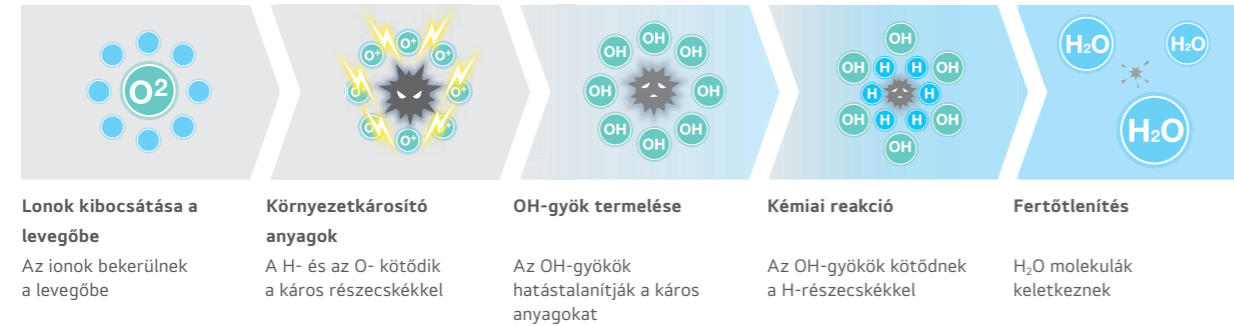 O²
O⁺ O⁺ O⁺ O⁺ O⁺ O⁺ O⁺ O⁺
OH OH OH OH OH OH OH OH
OH
OH H H OH
H H
OH H H OH
OH
H₂O H₂O
H₂O
Lonok kibocsátása a
levegőbe
Az ionok bekerülnek
a levegőbe
Környezetkárosító
anyagok
A H- és az O- kötődik
a káros részecskékkel
OH-gyök termelése
Az OH-gyökök
hatástalanítják a káros
anyagokat
Kémiai reakció
Az OH-gyökök kötődnek
a H-részecskékkel
Fertőtlenítés
H₂O molekulák
keletkeznek